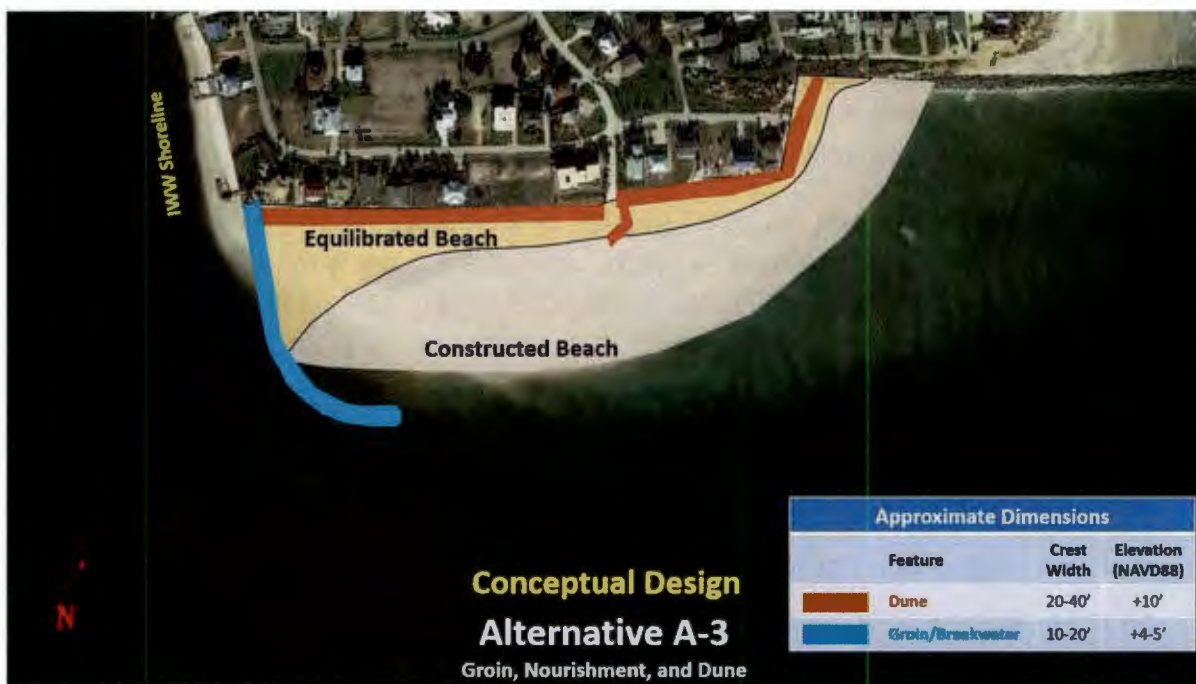 IWW Shoreline
Equilibrated Beach
Constructed Beach
N
Conceptual Design
Alternative A-3
Groin, Nourishment, and Dune
Approximate Dimensions
Feature Crest Width Elevation (NAVD88)
Dune 20-40' +10'
Groin/Breakwater 10-20' +4-5'